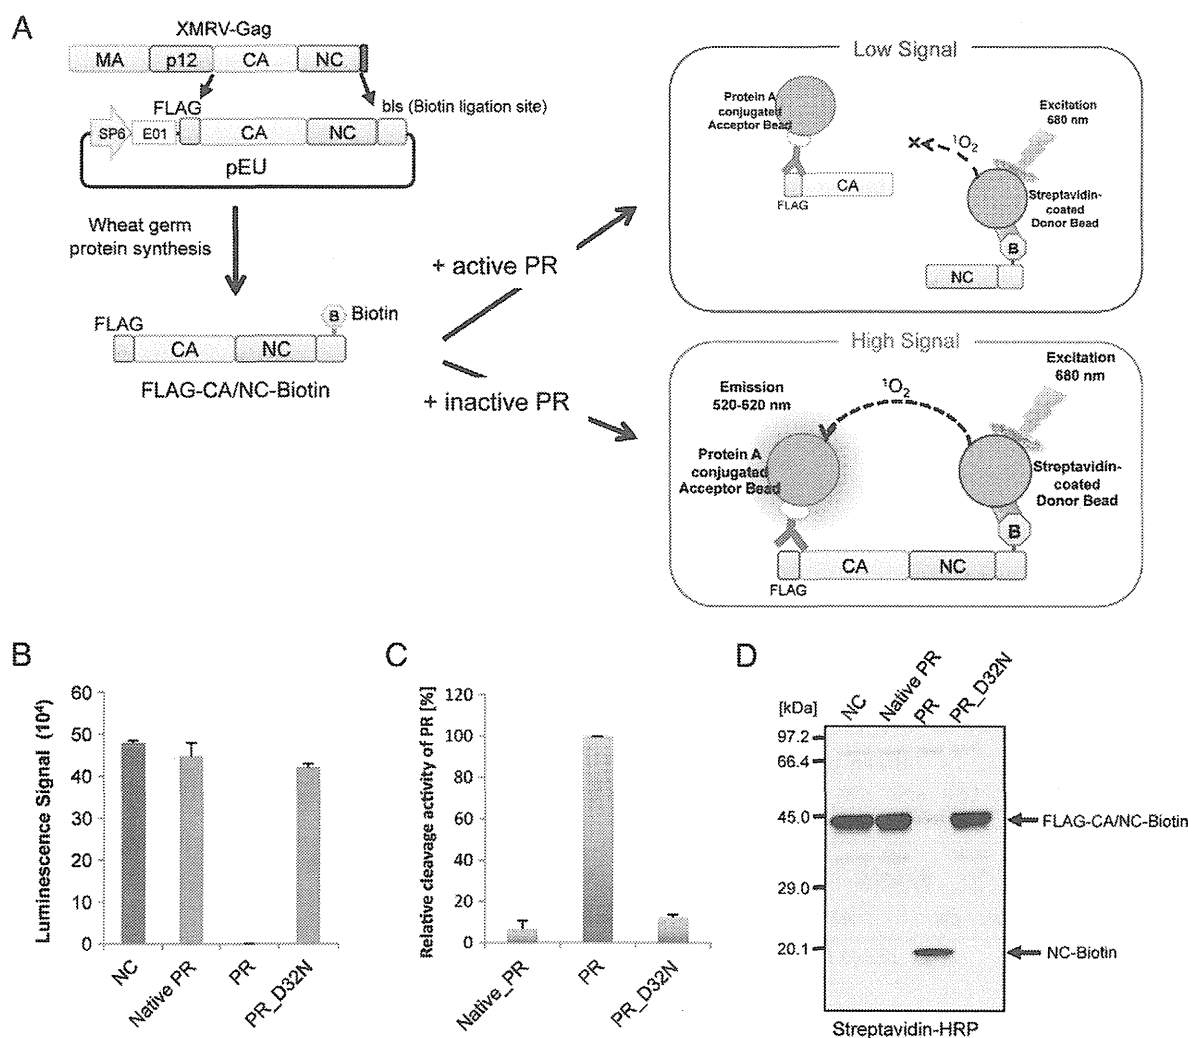 A
XMRV-Gag
MA p12 CA NC
FLAG
bls (Biotin ligation site)
SP6 E01 CA NC
pEU
Wheat germ
protein synthesis
FLAG
B Biotin
CA NC
FLAG-CA/NC-Biotin
+ active PR
+ inactive PR
Low Signal
Protein A
conjugated
Acceptor Bead
CA
FLAG
Excitation
680 nm
¹O₂
Streptavidin-
coated
Donor Bead
B
NC
High Signal
Emission
520-620 nm
¹O₂
Excitation
680 nm
Protein A
conjugated
Acceptor Bead
Streptavidin-
coated
Donor Bead
B
CA NC
FLAG
B
Luminescence Signal (10⁴)
60
50
40
30
20
10
0
NC
Native PR
PR
PR_D32N
C
Relative cleavage activity of PR [%]
120
100
80
60
40
20
0
Native_PR
PR
PR_D32N
D
[kDa]
NC
Native PR
PR
PR_D32N
97.2
66.4
45.0
29.0
20.1
FLAG-CA/NC-Biotin
NC-Biotin
Streptavidin-HRP